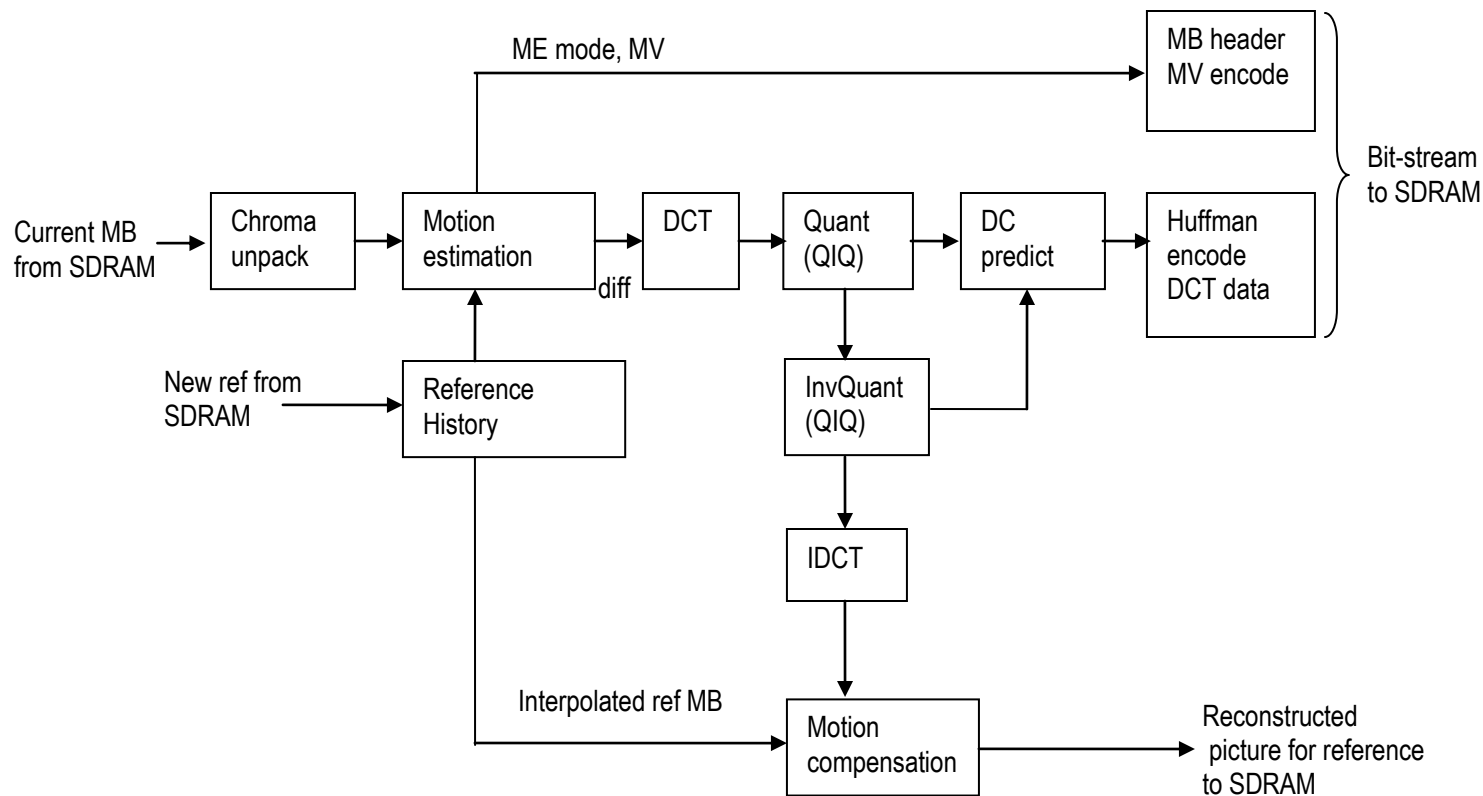 ME mode, MV
MB header
MV encode
Bit-stream
to SDRAM
Current MB
from SDRAM
Chroma
unpack
Motion
estimation
diff
DCT
Quant
(QIQ)
DC
predict
Huffman
encode
DCT data
New ref from
SDRAM
Reference
History
InvQuant
(QIQ)
IDCT
Interpolated ref MB
Motion
compensation
Reconstructed
picture for reference
to SDRAM